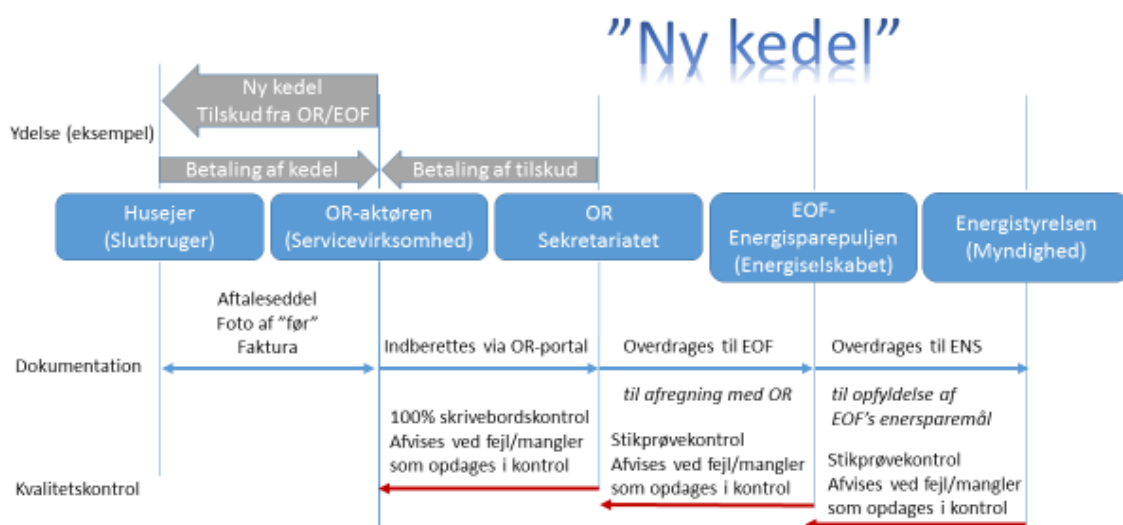 ”Ny kedel”
Ny kedel
Tilskud fra OR/EOF
Ydelse (eksempel)
Betaling af kedel
Betaling af tilskud
Husejer
(Slutbruger)
OR-aktøren
(Servicevirksomhed)
OR
Sekretariatet
EOF-
Energisparepuljen
(Energiselskabet)
Energistyrelsen
(Myndighed)
Aftaleseddel
Foto af ”før”
Faktura
Dokumentation
Indberettes via OR-portal
Overdrages til EOF
Overdrages til ENS
til afregning med OR
til opfyldelse af
EOF's enersparemål
100% skrivebordskontrol
Afvises ved fejl/mangler
som opdages i kontrol
Stikprøvekontrol
Afvises ved fejl/mangler
som opdages i kontrol
Stikprøvekontrol
Afvises ved fejl/mangler
som opdages i kontrol
Kvalitetskontrol